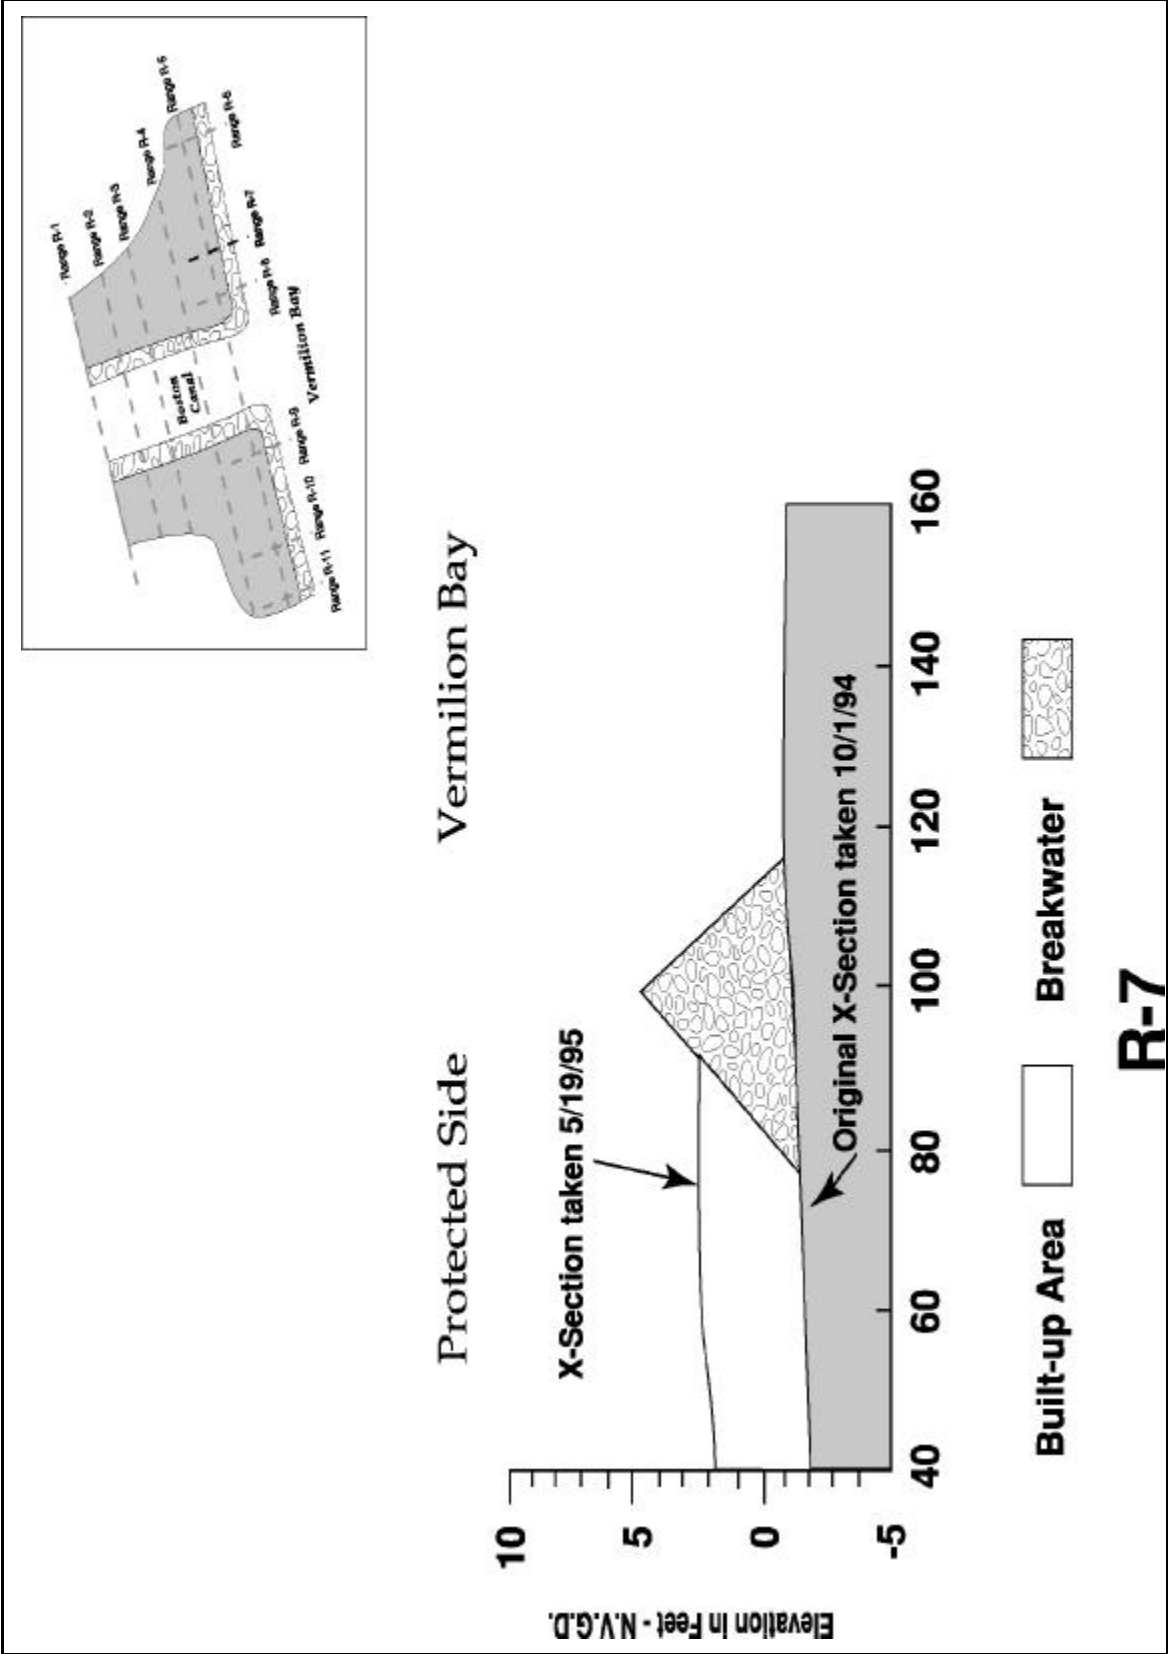 Range R-1
Range R-2
Range R-3
Range R-4
Range R-5
Range R-6
Range R-7
Range R-8
Range R-9
Range R-10
Range R-11
Boston
Canal
Vermilion Bay
Protected Side
Vermilion Bay
X-Section taken 5/19/95
Original X-Section taken 10/1/94
Elevation in Feet - N.V.G.D.
10
5
0
-5
40
60
80
100
120
140
160
Built-up Area
Breakwater
R-7